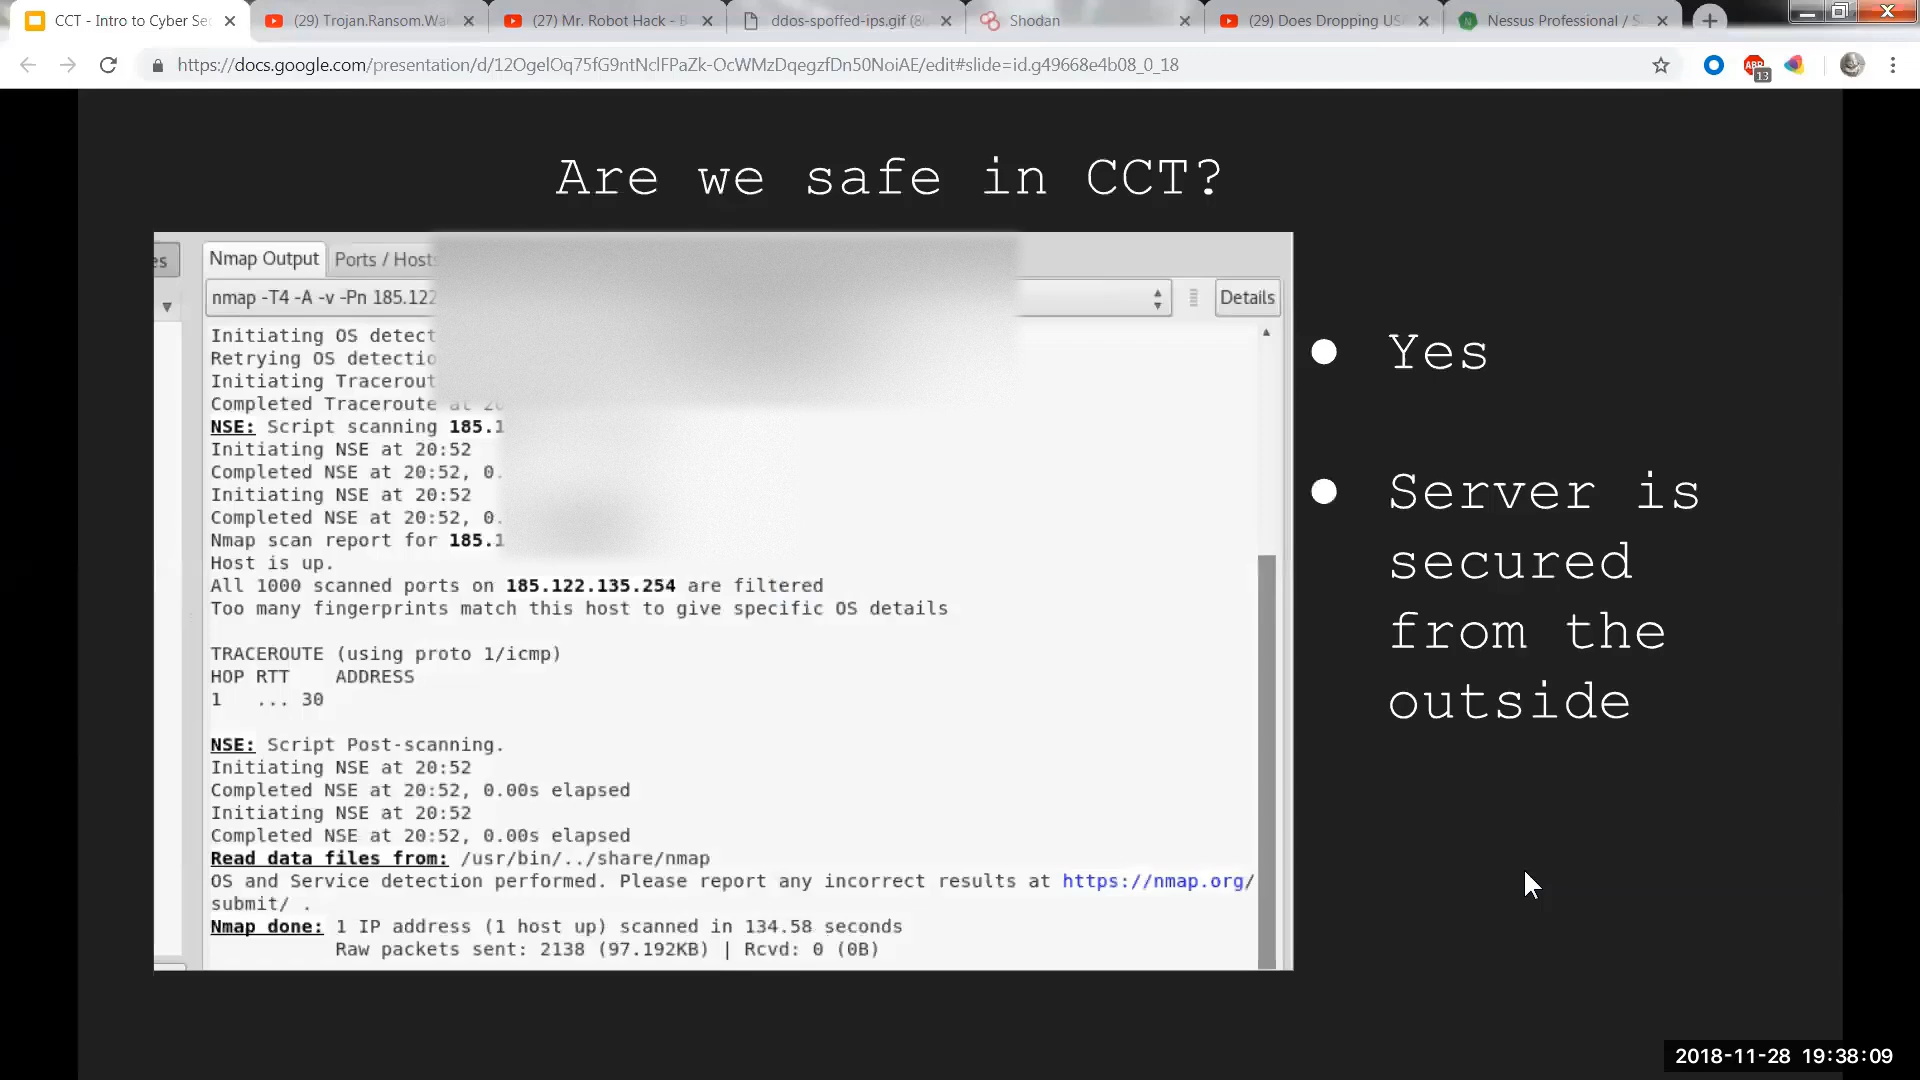 CCT - Intro to Cyber Se
(29) Trojan.Ransom.Wa
(27) Mr. Robot Hack -
ddos-spoffed-ips.gif (8
Shodan
(29) Does Dropping US
Nessus Professional /
https://docs.google.com/presentation/d/12OgelOq75fG9ntNclFPaZk-OcWMzDqegzfDn50NoiAE/edit#slide=id.g49668e4b08_0_18
ABP
13
Are we safe in CCT?
es
Nmap Output
Ports / Hosts
nmap -T4 -A -v -Pn 185.122
Details
Initiating OS detect
Retrying OS detectio
Initiating Tracerout
Completed Traceroute at 20
NSE: Script scanning 185.1
Initiating NSE at 20:52
Completed NSE at 20:52, 0.
Initiating NSE at 20:52
Completed NSE at 20:52, 0.
Nmap scan report for 185.1
Host is up.
All 1000 scanned ports on 185.122.135.254 are filtered
Too many fingerprints match this host to give specific OS details
TRACEROUTE (using proto 1/icmp)
HOP RTT ADDRESS
1 ... 30
NSE: Script Post-scanning.
Initiating NSE at 20:52
Completed NSE at 20:52, 0.00s elapsed
Initiating NSE at 20:52
Completed NSE at 20:52, 0.00s elapsed
Read data files from: /usr/bin/../share/nmap
OS and Service detection performed. Please report any incorrect results at https://nmap.org/
submit/ .
Nmap done: 1 IP address (1 host up) scanned in 134.58 seconds
Raw packets sent: 2138 (97.192KB) | Rcvd: 0 (0B)
● Yes
● Server is
secured
from the
outside
2018-11-28 19:38:09